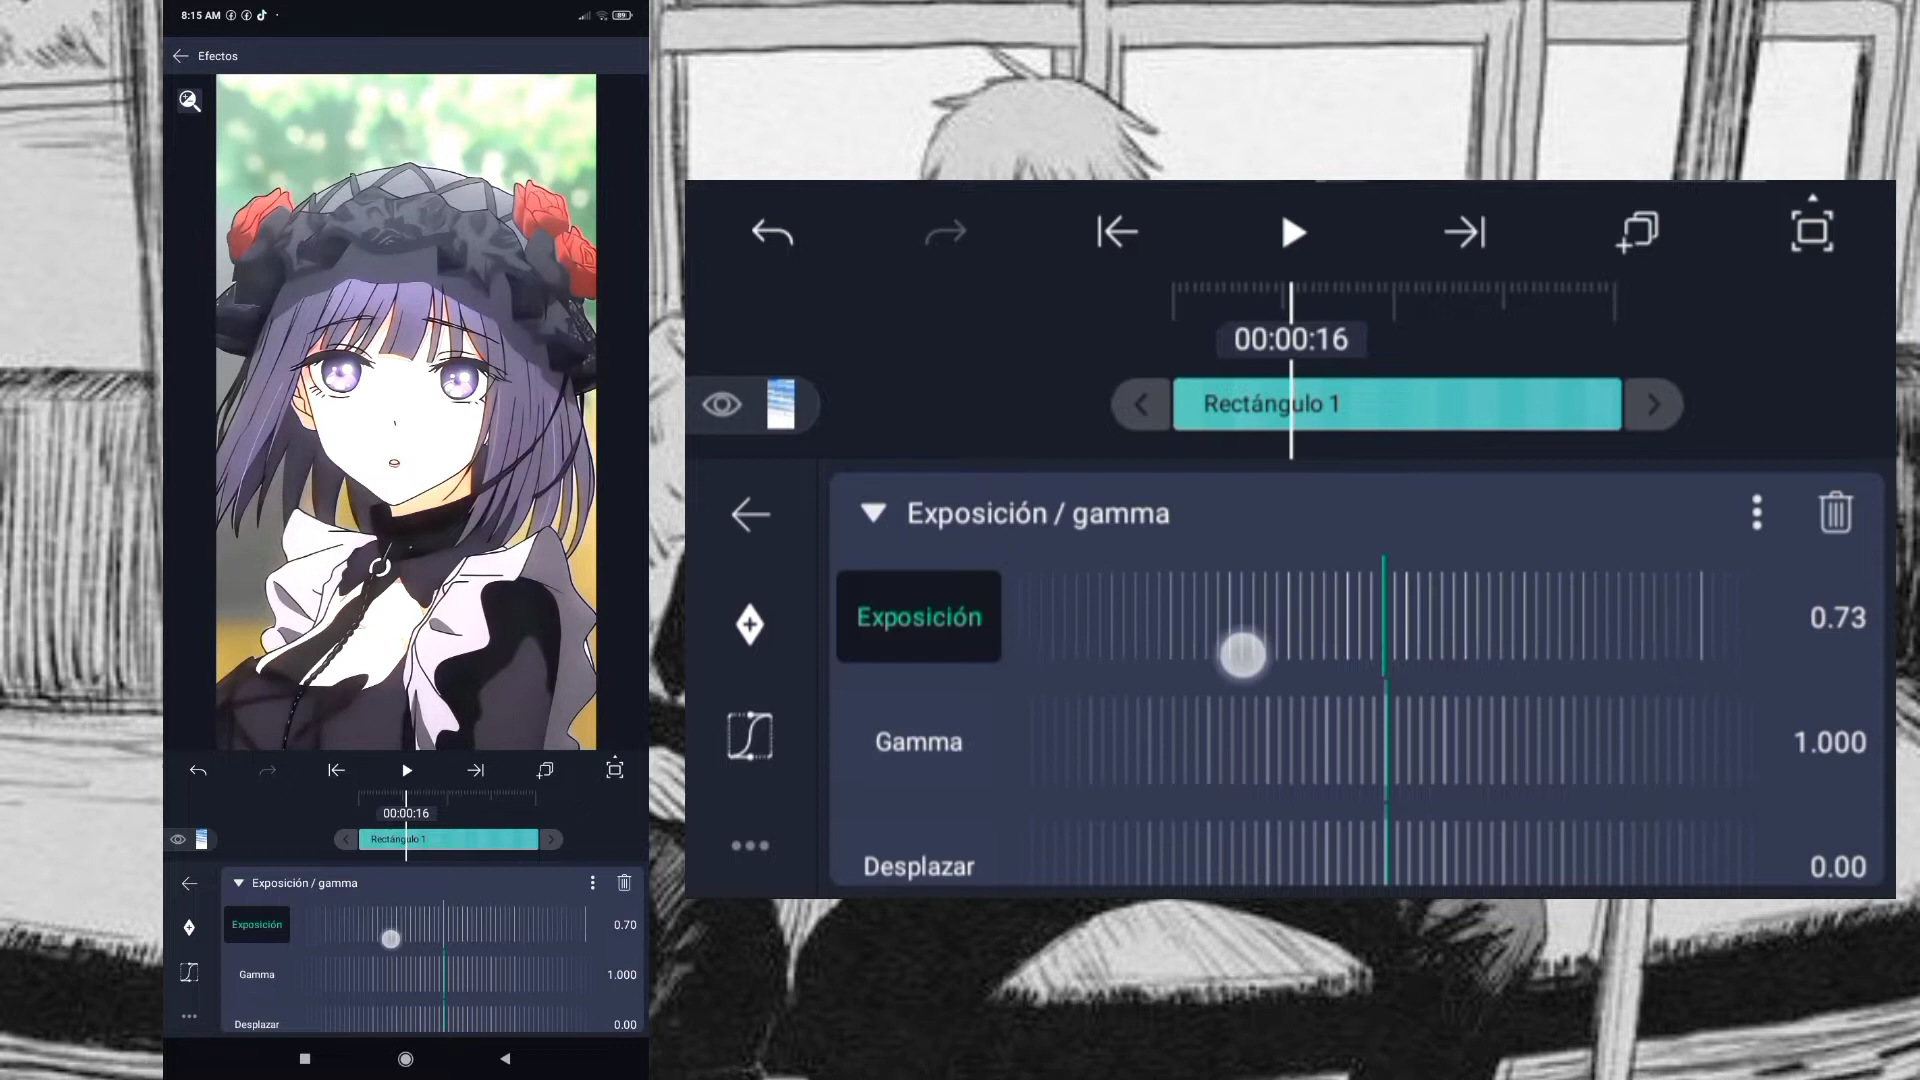 8:15 AM
89
Efectos
00:00:16
Rectángulo 1
Exposición / gamma
Exposición
0.70
Gamma
1.000
Desplazar
0.00
00:00:16
Rectángulo 1
Exposición / gamma
Exposición
0.73
Gamma
1.000
Desplazar
0.00